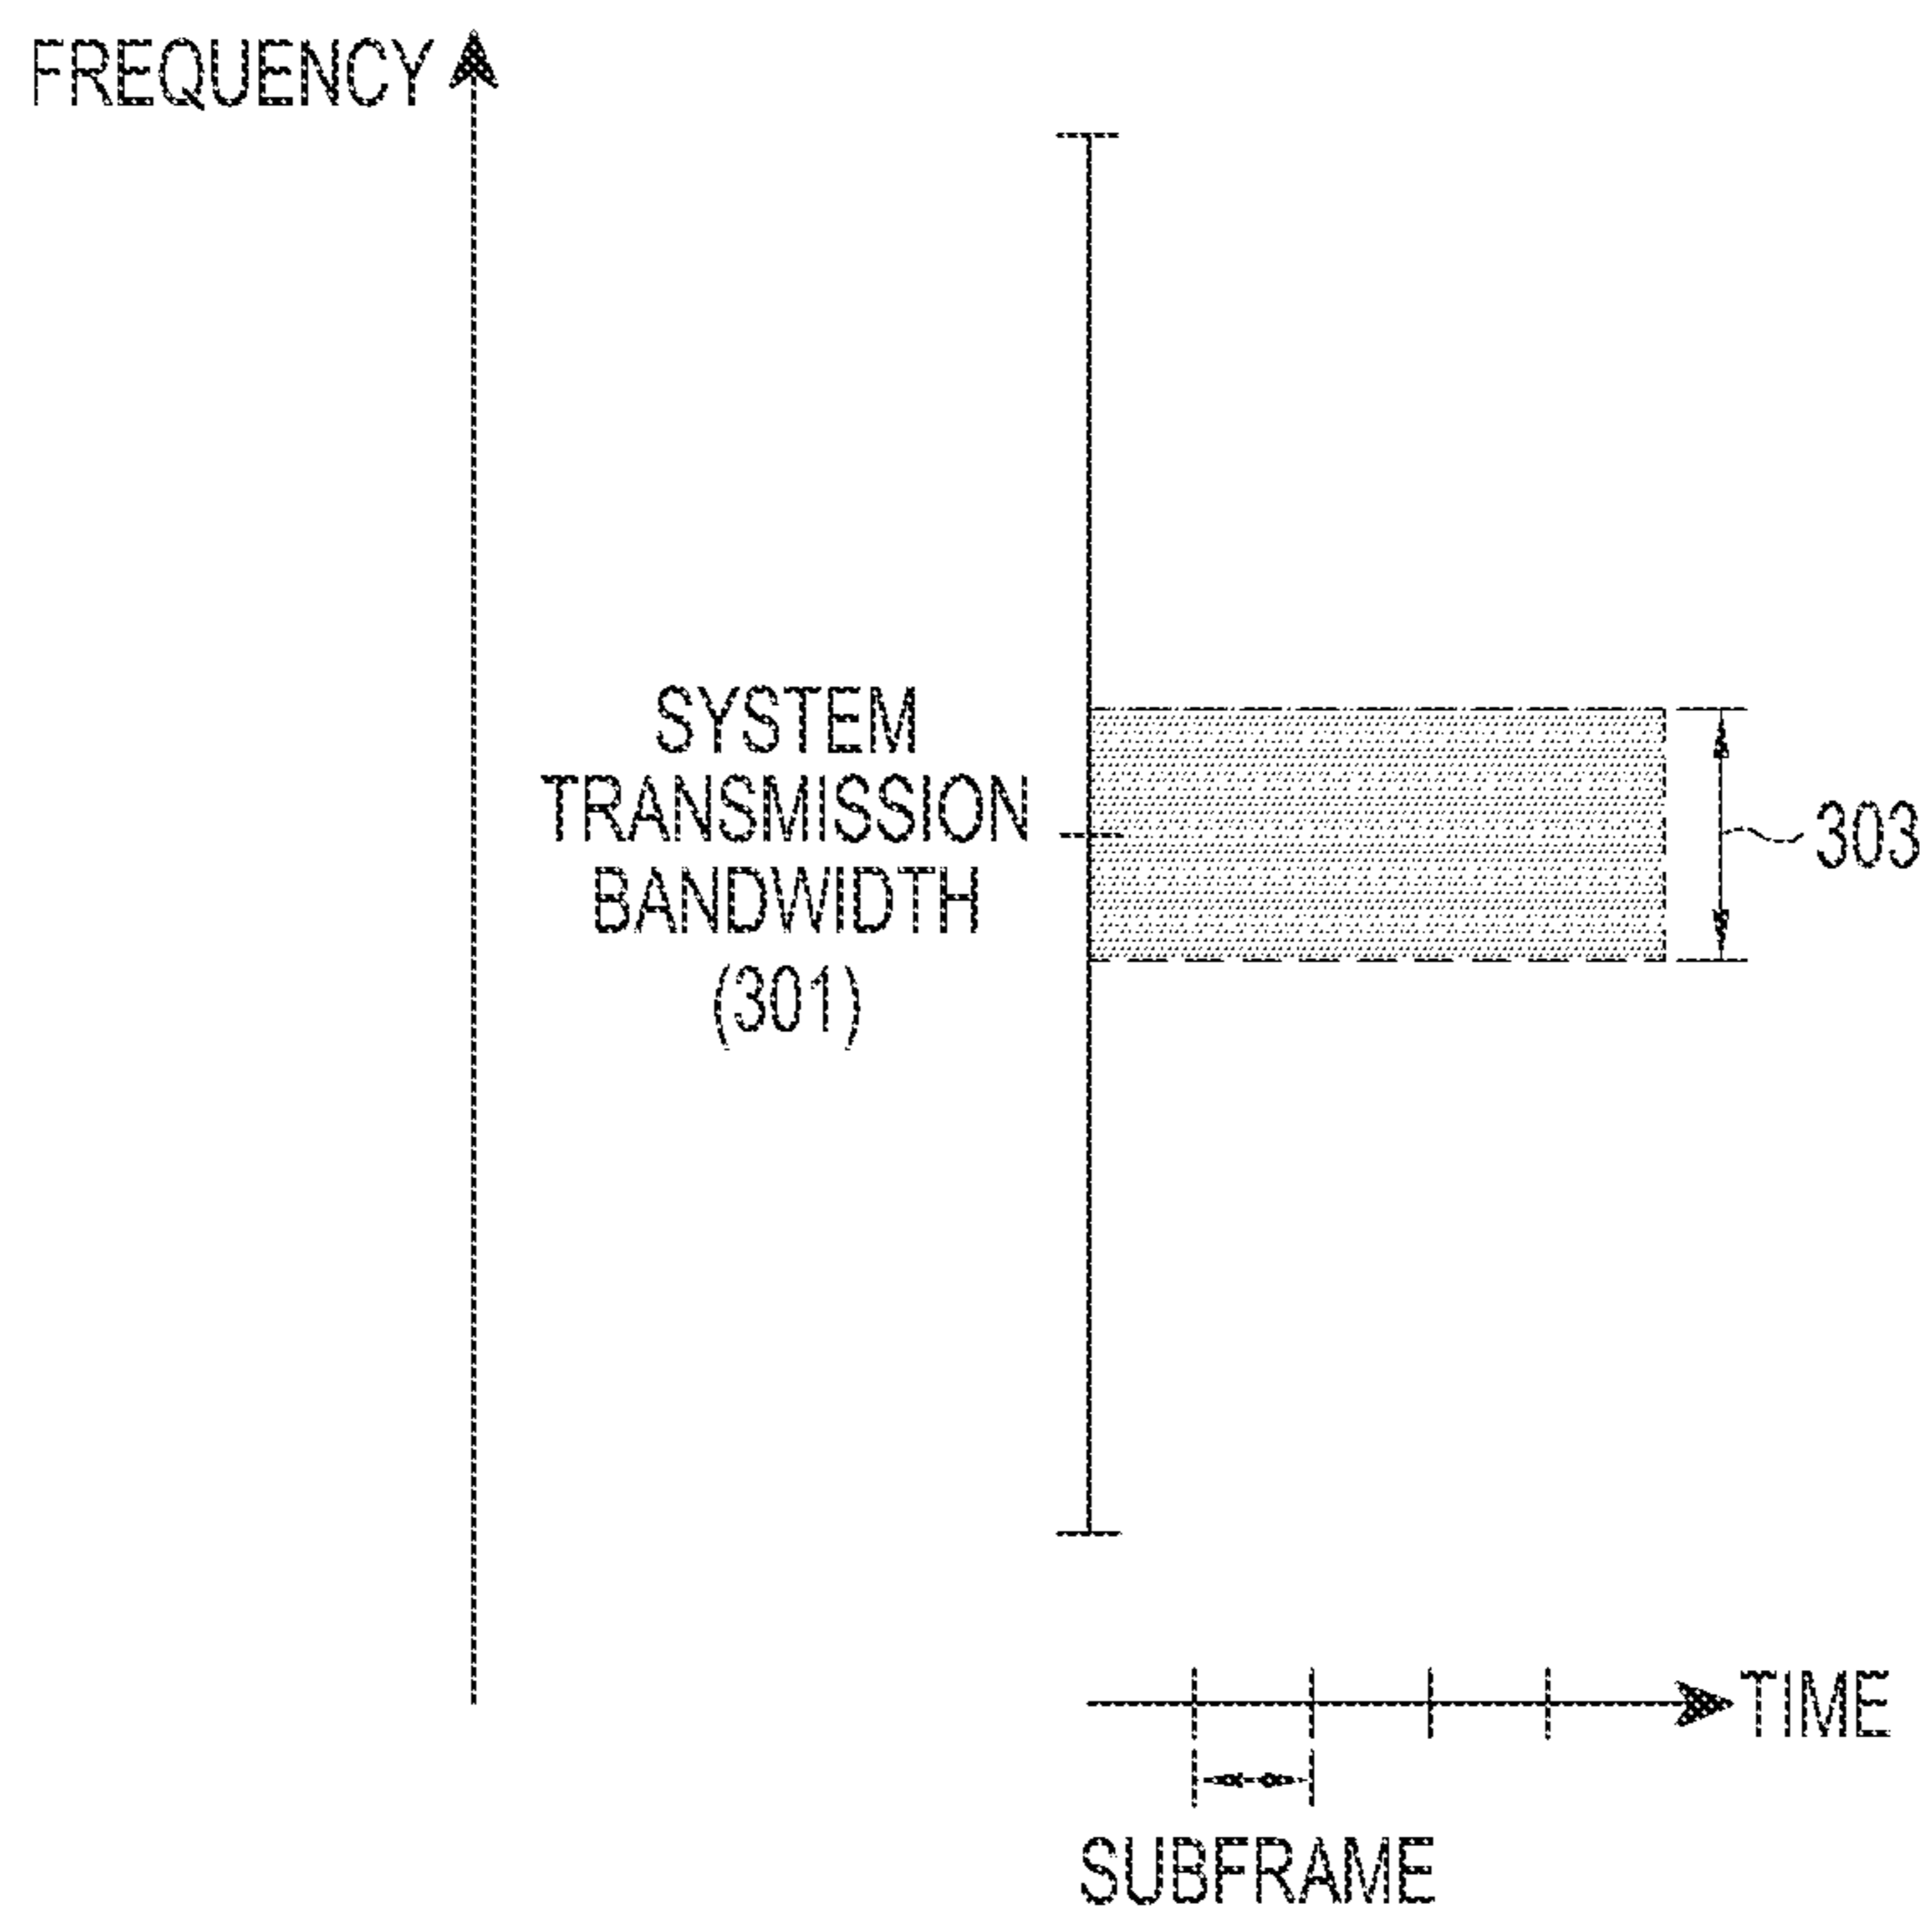 FREQUENCY
SYSTEM
TRANSMISSION
BANDWIDTH
(301)
303
TIME
SUBFRAME